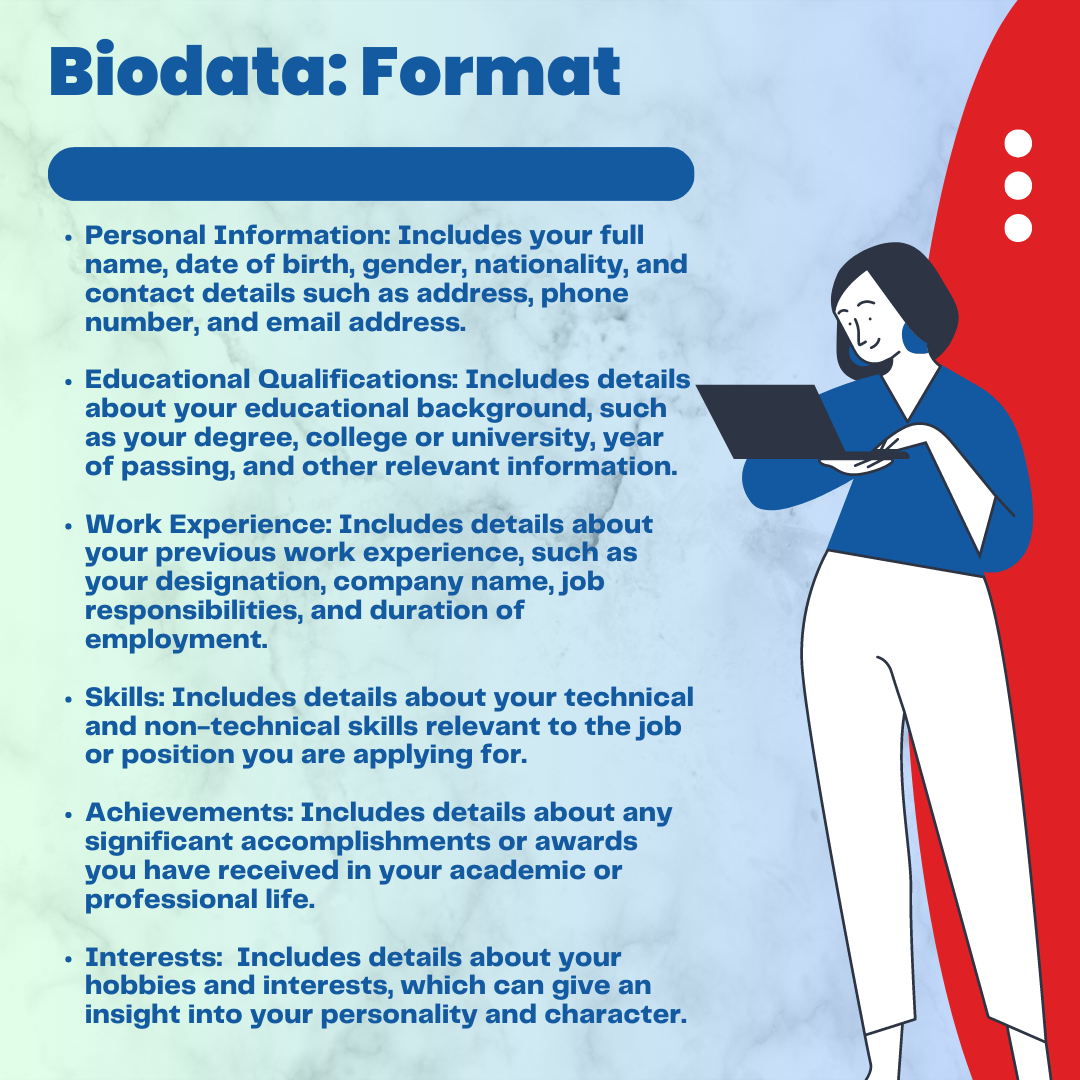 Biodata: Format
• Personal Information: Includes your full
name, date of birth, gender, nationality, and
contact details such as address, phone
number, and email address.
• Educational Qualifications: Includes details
about your educational background, such
as your degree, college or university, year
of passing, and other relevant information.
• Work Experience: Includes details about
your previous work experience, such as
your designation, company name, job
responsibilities, and duration of
employment.
• Skills: Includes details about your technical
and non-technical skills relevant to the job
or position you are applying for.
• Achievements: Includes details about any
significant accomplishments or awards
you have received in your academic or
professional life.
• Interests:  Includes details about your
hobbies and interests, which can give an
insight into your personality and character.